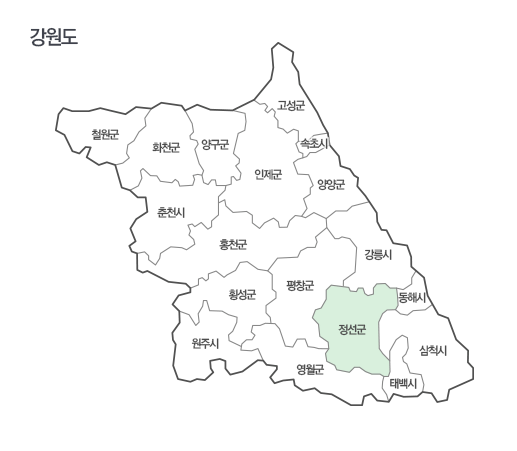 강원도
고성군
철원군
화천군
양구군
속초시
인제군
양양군
춘천시
홍천군
강릉시
평창군
횡성군
동해시
정선군
원주시
삼척시
영월군
태백시